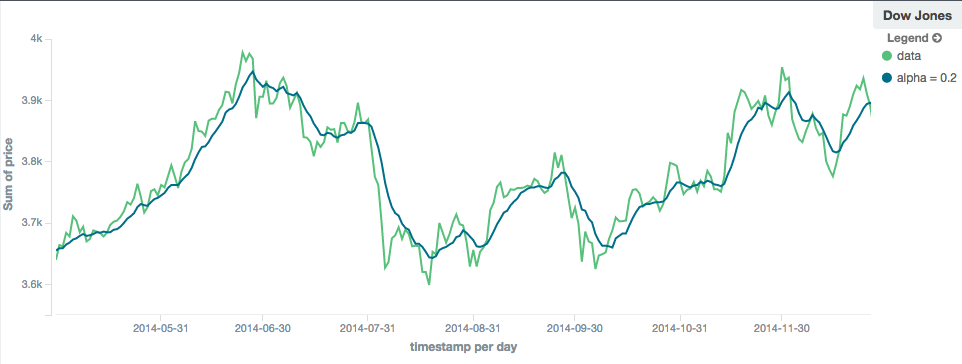 Dow Jones
Legend
data
alpha = 0.2
Sum of price
4k
3.9k
3.8k
3.7k
3.6k
2014-05-31 2014-06-30 2014-07-31 2014-08-31 2014-09-30 2014-10-31 2014-11-30
timestamp per day